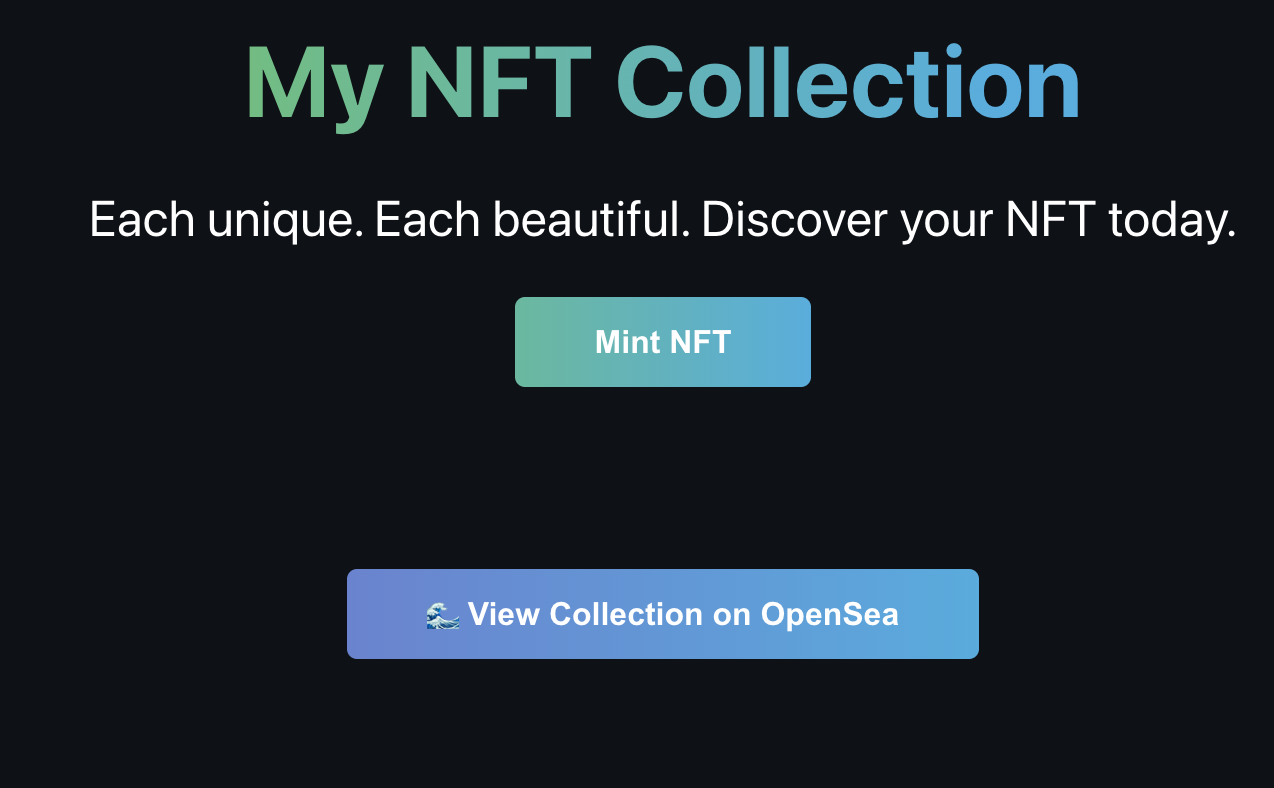 My NFT Collection
Each unique. Each beautiful. Discover your NFT today.
Mint NFT
🌊 View Collection on OpenSea